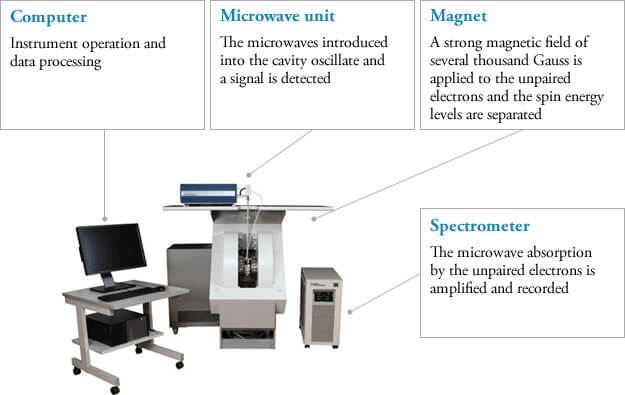 Computer
Instrument operation and
data processing
Microwave unit
The microwaves introduced
into the cavity oscillate and
a signal is detected
Magnet
A strong magnetic field of
several thousand Gauss is
applied to the unpaired
electrons and the spin energy
levels are separated
Spectrometer
The microwave absorption
by the unpaired electrons is
amplified and recorded